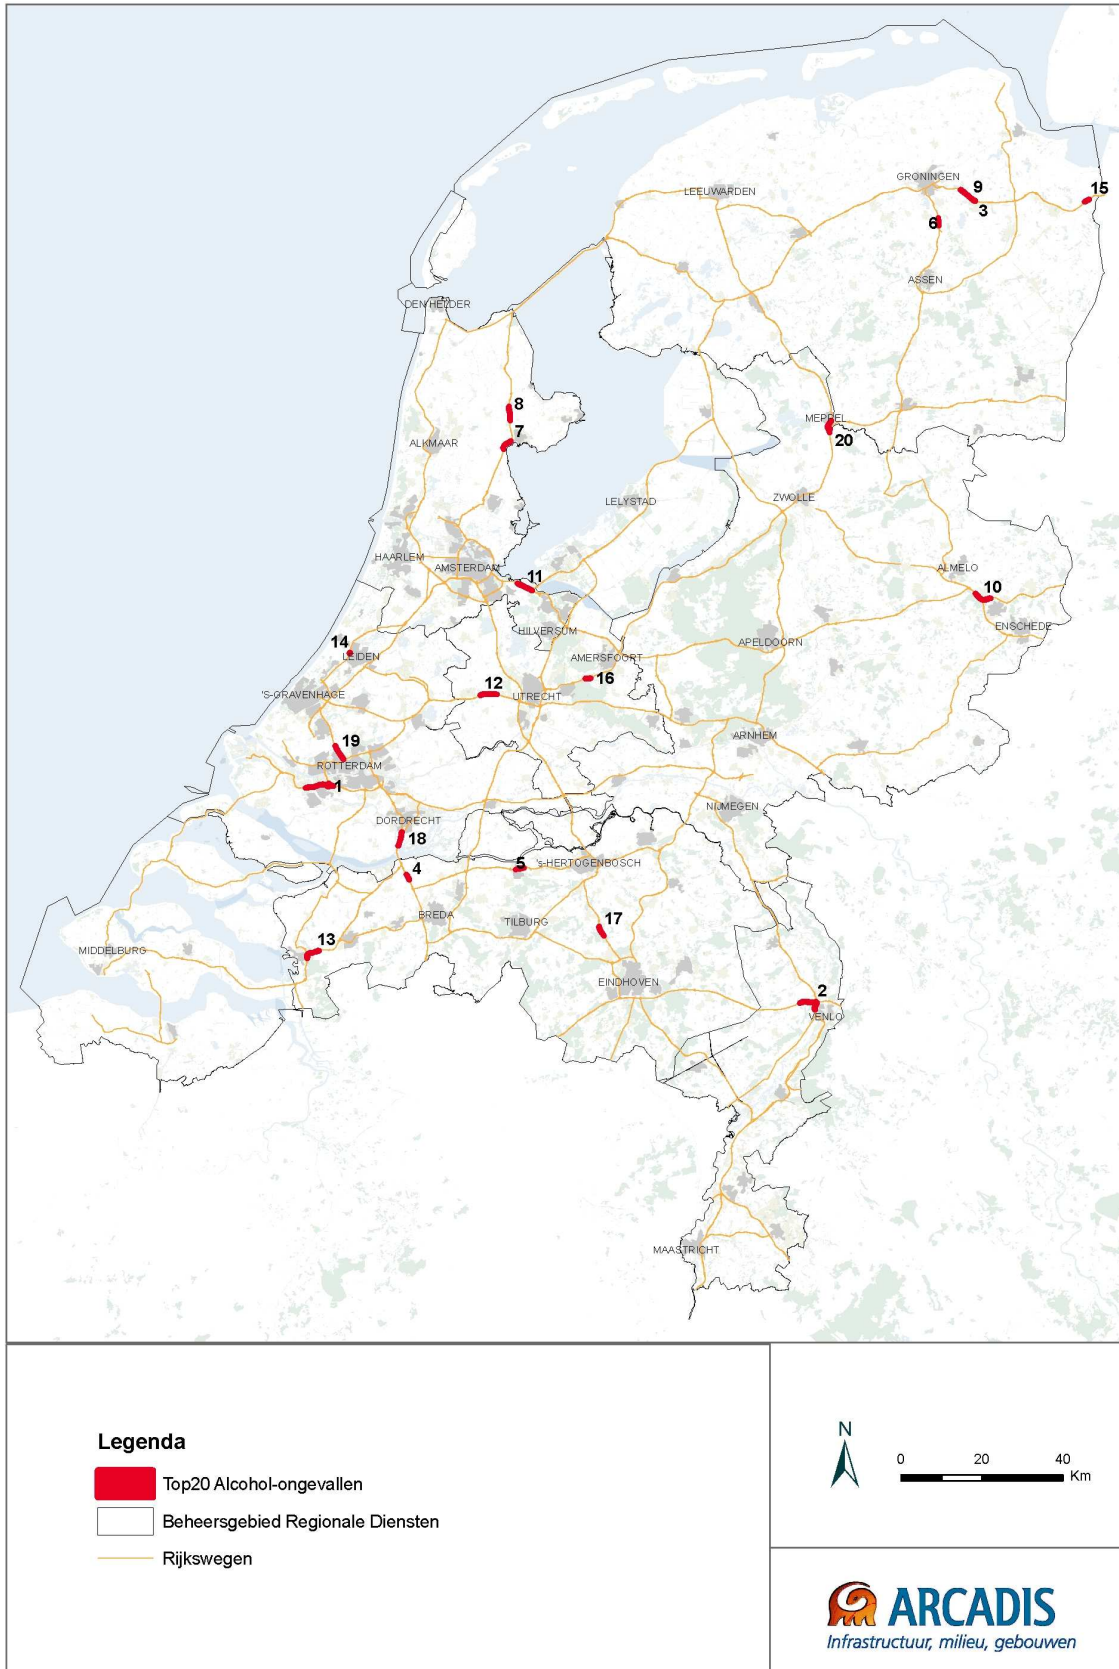 GRONINGEN
LEEUWARDEN
9
15
3
6
ASSEN
DEN HELDER
8
7
MEPPEL
ALKMAAR
20
ZWOLLE
LELYSTAD
HAARLEM
AMSTERDAM
11
ALMELO
10
ENSCHEDE
HILVERSUM
14
LEIDEN
AMERSFOORT
APELDOORN
16
12
'S-GRAVENHAGE
UTRECHT
19
ARNHEM
ROTTERDAM
1
NIJMEGEN
DORDRECHT
18
4
5
's-HERTOGENBOSCH
BREDA
TILBURG
17
13
MIDDELBURG
EINDHOVEN
2
VENLO
MAASTRICHT
Legenda
Top20 Alcohol-ongevallen
Beheersgebied Regionale Diensten
Rijkswegen
N
0 20 40
Km
ARCADIS
Infrastructuur, milieu, gebouwen